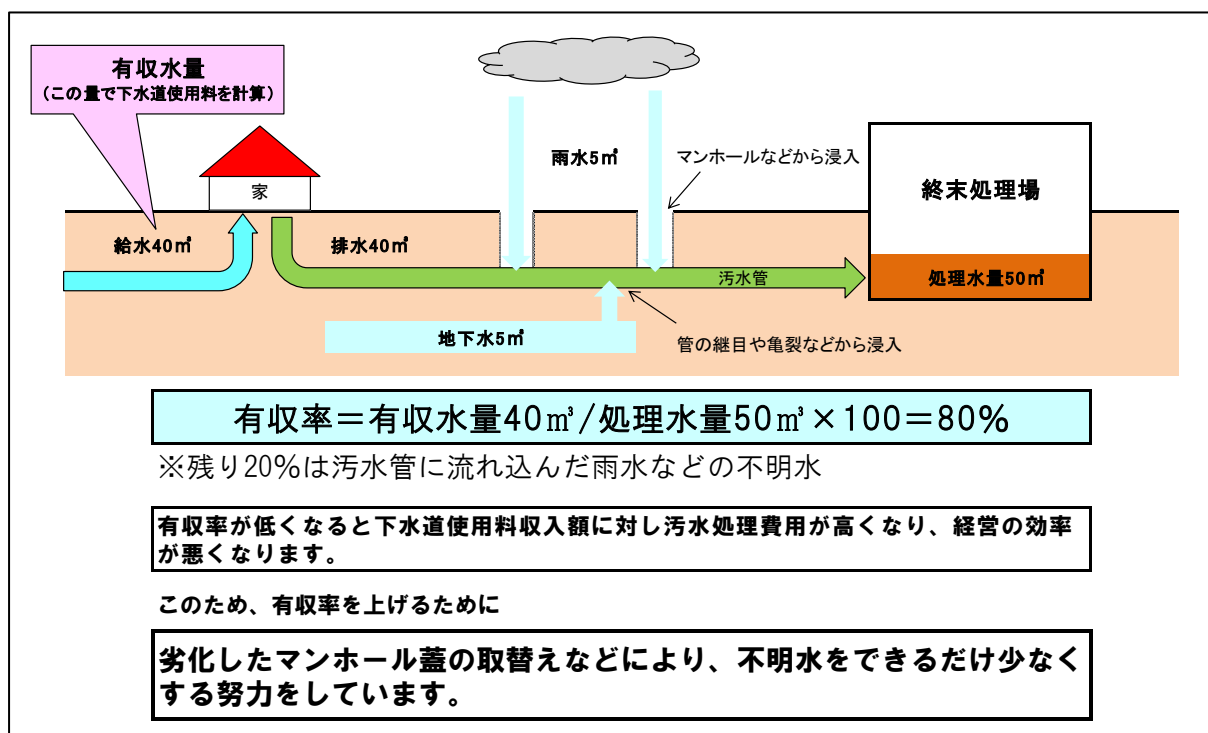 有収水量
（この量で下水道使用料を計算）
雨水5㎥
マンホールなどから浸入
家
終末処理場
給水40㎥
排水40㎥
汚水管
処理水量50㎥
地下水5㎥
管の継目や亀裂などから浸入
有収率＝有収水量40㎥/処理水量50㎥×100＝80％
※残り20％は汚水管に流れ込んだ雨水などの不明水
有収率が低くなると下水道使用料収入額に対し汚水処理費用が高くなり、経営の効率
が悪くなります。
このため、有収率を上げるために
劣化したマンホール蓋の取替えなどにより、不明水をできるだけ少なく
する努力をしています。